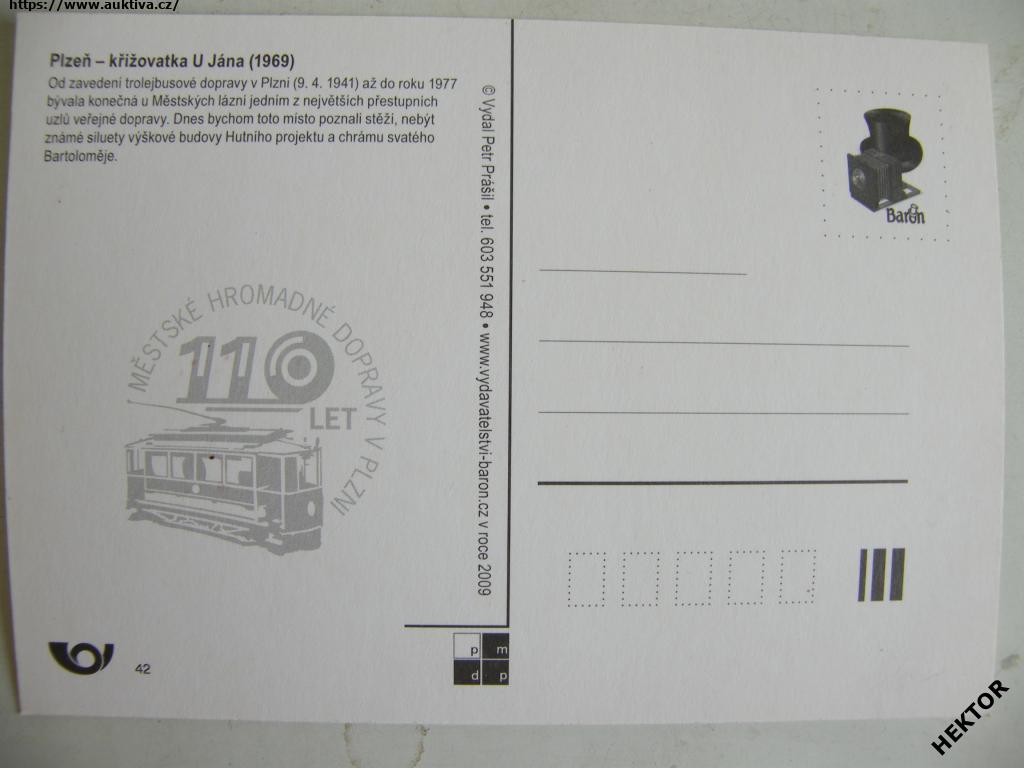 https://www.auktiva.cz/
Plzeň – křižovatka U Jána (1969)
Od zavedení trolejbusové dopravy v Plzni (9. 4. 1941) až do roku 1977
bývala konečná u Městských lázní jedním z největších přestupních
uzlů veřejné dopravy. Dnes bychom toto místo poznali stěží, nebýt
známé siluety výškové budovy Hutního projektu a chrámu svatého
Bartoloměje.
© Vydal Petr Prášil • tel. 603 551 948 • www.vydavatelstvi-baron.cz v roce 2009
Baron
MĚSTSKÉ HROMADNÉ DOPRAVY V PLZNI
110
LET
42
p m
d p
HEKTOR